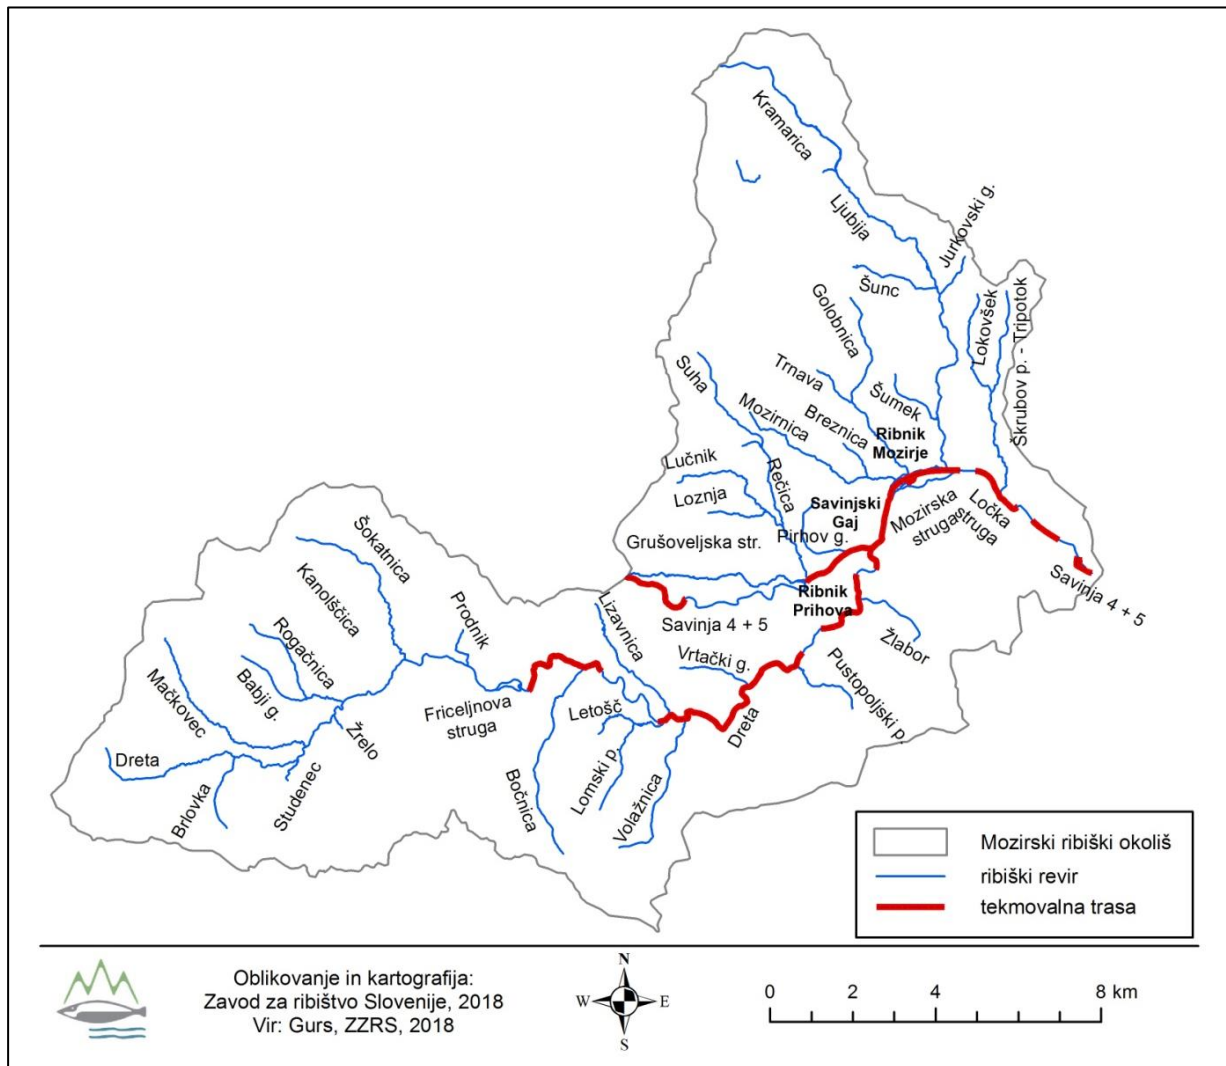 Kramarica
Ljubija
Jurkovski g.
Šunc
Golobnica
Lokovšek
Škrubov p. - Tripotok
Suha
Trnava
Šumek
Mozirnica
Breznica
Ribnik
Mozirje
Lučnik
Rečica
Loznja
Savinjski
Gaj
Mozirska
struga
Ločka
struga
Pirhov g.
Grušoveljska str.
Savinja 4 + 5
Ribnik
Prihova
Šokatnica
Kanolščica
Prodnik
Lizavnica
Savinja 4 + 5
Žlabor
Rogačnica
Vrtački g.
Pustopoljski p.
Mačkovec
Babji g.
Friceljnova
struga
Letošč
Dreta
Žrelo
Dreta
Studenec
Lomski p.
Brlovka
Bočnica
Volažnica
Mozirski ribiški okoliš
ribiški revir
tekmovalna trasa
Oblikovanje in kartografija:
Zavod za ribištvo Slovenije, 2018
Vir: Gurs, ZZRS, 2018
N
W
E
S
0 2 4 8 km